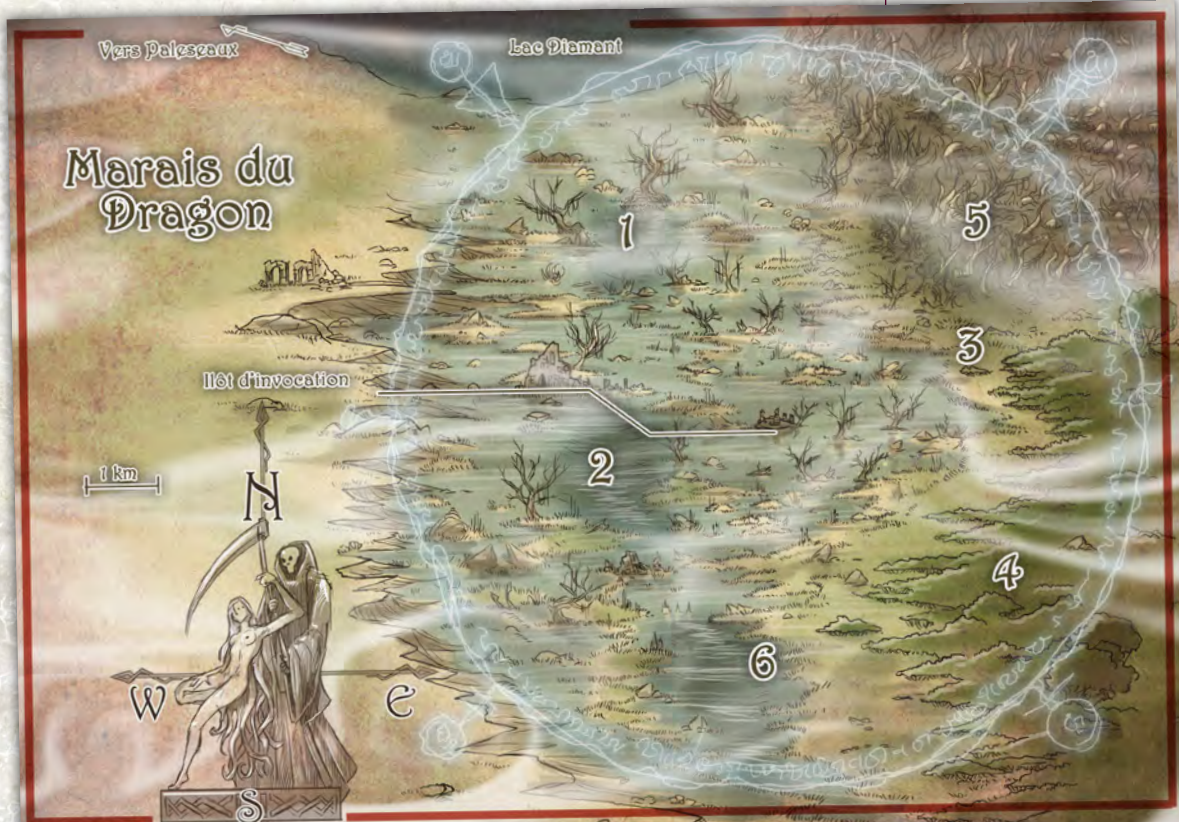 Vers Paleseaux
Lac Diamant
Marais du
Dragon
1
5
3
Ilôt d'invocation
1 km
N
2
4
6
W
E
S